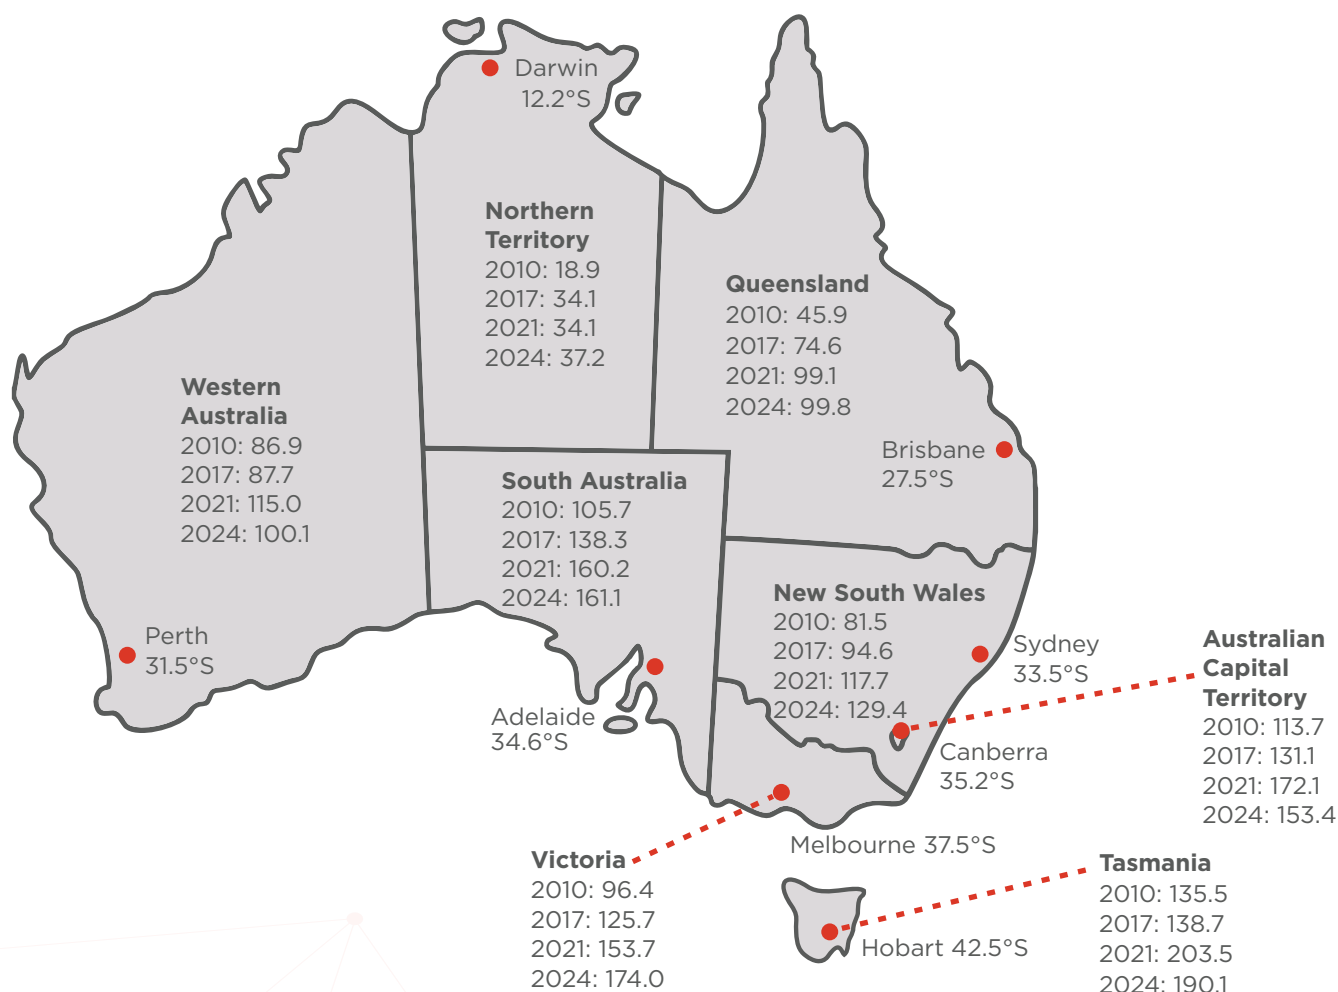 Darwin
12.2°S
Northern
Territory
2010: 18.9
2017: 34.1
2021: 34.1
2024: 37.2
Queensland
2010: 45.9
2017: 74.6
2021: 99.1
2024: 99.8
Western
Australia
2010: 86.9
2017: 87.7
2021: 115.0
2024: 100.1
Brisbane
27.5°S
South Australia
2010: 105.7
2017: 138.3
2021: 160.2
2024: 161.1
New South Wales
2010: 81.5
2017: 94.6
2021: 117.7
2024: 129.4
Perth
31.5°S
Sydney
33.5°S
Australian
Capital
Territory
2010: 113.7
2017: 131.1
2021: 172.1
2024: 153.4
Adelaide
34.6°S
Canberra
35.2°S
Melbourne 37.5°S
Victoria
2010: 96.4
2017: 125.7
2021: 153.7
2024: 174.0
Tasmania
2010: 135.5
2017: 138.7
2021: 203.5
2024: 190.1
Hobart 42.5°S